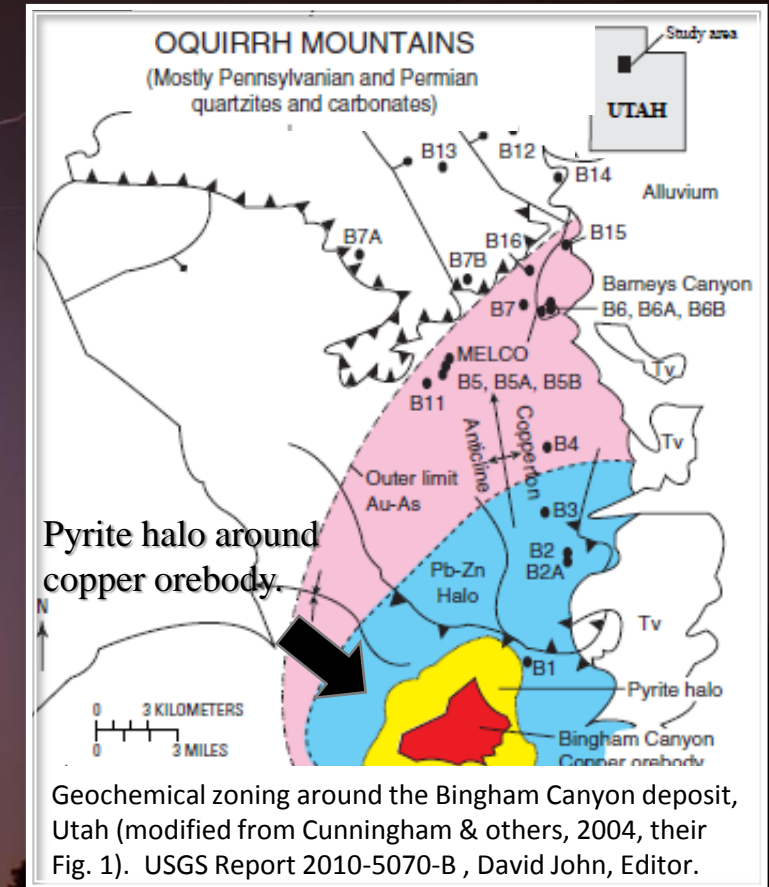 OQUIRRH MOUNTAINS
(Mostly Pennsylvanian and Permian
quartzites and carbonates)
Study area
UTAH
B13
B12
B14
Alluvium
B7A
B16
B15
B7B
Barneys Canyon
B7
B6, B6A, B6B
MELCO
B5, B5A, B5B
B11
Tv
Anticline
Copperton
B4
Tv
Outer limit
Au-As
B3
Pyrite halo around
copper orebody.
B2
B2A
Pb-Zn
Halo
Tv
N
B1
Pyrite halo
0 3 KILOMETERS
0 3 MILES
Bingham Canyon
Copper orebody
Geochemical zoning around the Bingham Canyon deposit,
Utah (modified from Cunningham & others, 2004, their
Fig. 1).  USGS Report 2010-5070-B , David John, Editor.